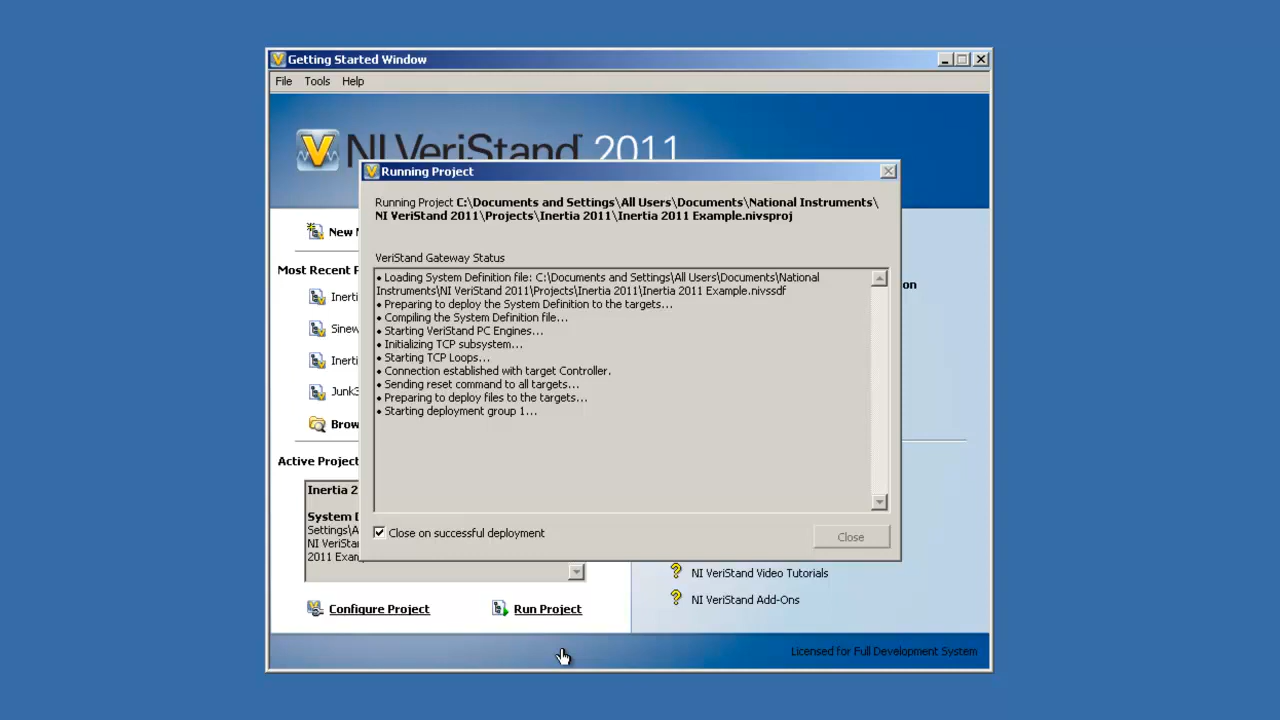 Getting Started Window
File Tools Help
NI VeriStand 2011
Running Project
Running Project C:\Documents and Settings\All Users\Documents\National Instruments\
NI VeriStand 2011\Projects\Inertia 2011\Inertia 2011 Example.nivsproj
VeriStand Gateway Status
• Loading System Definition file: C:\Documents and Settings\All Users\Documents\National
Instruments\NI VeriStand 2011\Projects\Inertia 2011\Inertia 2011 Example.nivssdf
• Preparing to deploy the System Definition to the targets...
• Compiling the System Definition file...
• Starting VeriStand PC Engines...
• Initializing TCP subsystem...
• Starting TCP Loops...
• Connection established with target Controller.
• Sending reset command to all targets...
• Preparing to deploy files to the targets...
• Starting deployment group 1...
Close on successful deployment
Close
New
Most Recent P
Inerti
Sinew
Inerti
Junk3
Brow
Active Project
Inertia 2
System D
Settings\A
NI VeriSta
2011 Exam
Configure Project
Run Project
on
NI VeriStand Video Tutorials
NI VeriStand Add-Ons
Licensed for Full Development System